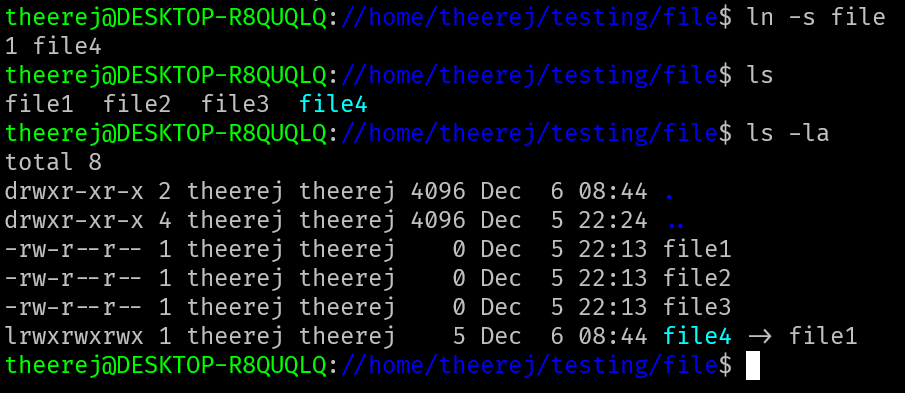 theerej@DESKTOP-R8QUQLQ://home/theerej/testing/file$ ln -s file
1 file4
theerej@DESKTOP-R8QUQLQ://home/theerej/testing/file$ ls
file1  file2  file3  file4
theerej@DESKTOP-R8QUQLQ://home/theerej/testing/file$ ls -la
total 8
drwxr-xr-x 2 theerej theerej 4096 Dec  6 08:44 .
drwxr-xr-x 4 theerej theerej 4096 Dec  5 22:24 ..
-rw-r--r-- 1 theerej theerej    0 Dec  5 22:13 file1
-rw-r--r-- 1 theerej theerej    0 Dec  5 22:13 file2
-rw-r--r-- 1 theerej theerej    0 Dec  5 22:13 file3
lrwxrwxrwx 1 theerej theerej    5 Dec  6 08:44 file4 -> file1
theerej@DESKTOP-R8QUQLQ://home/theerej/testing/file$